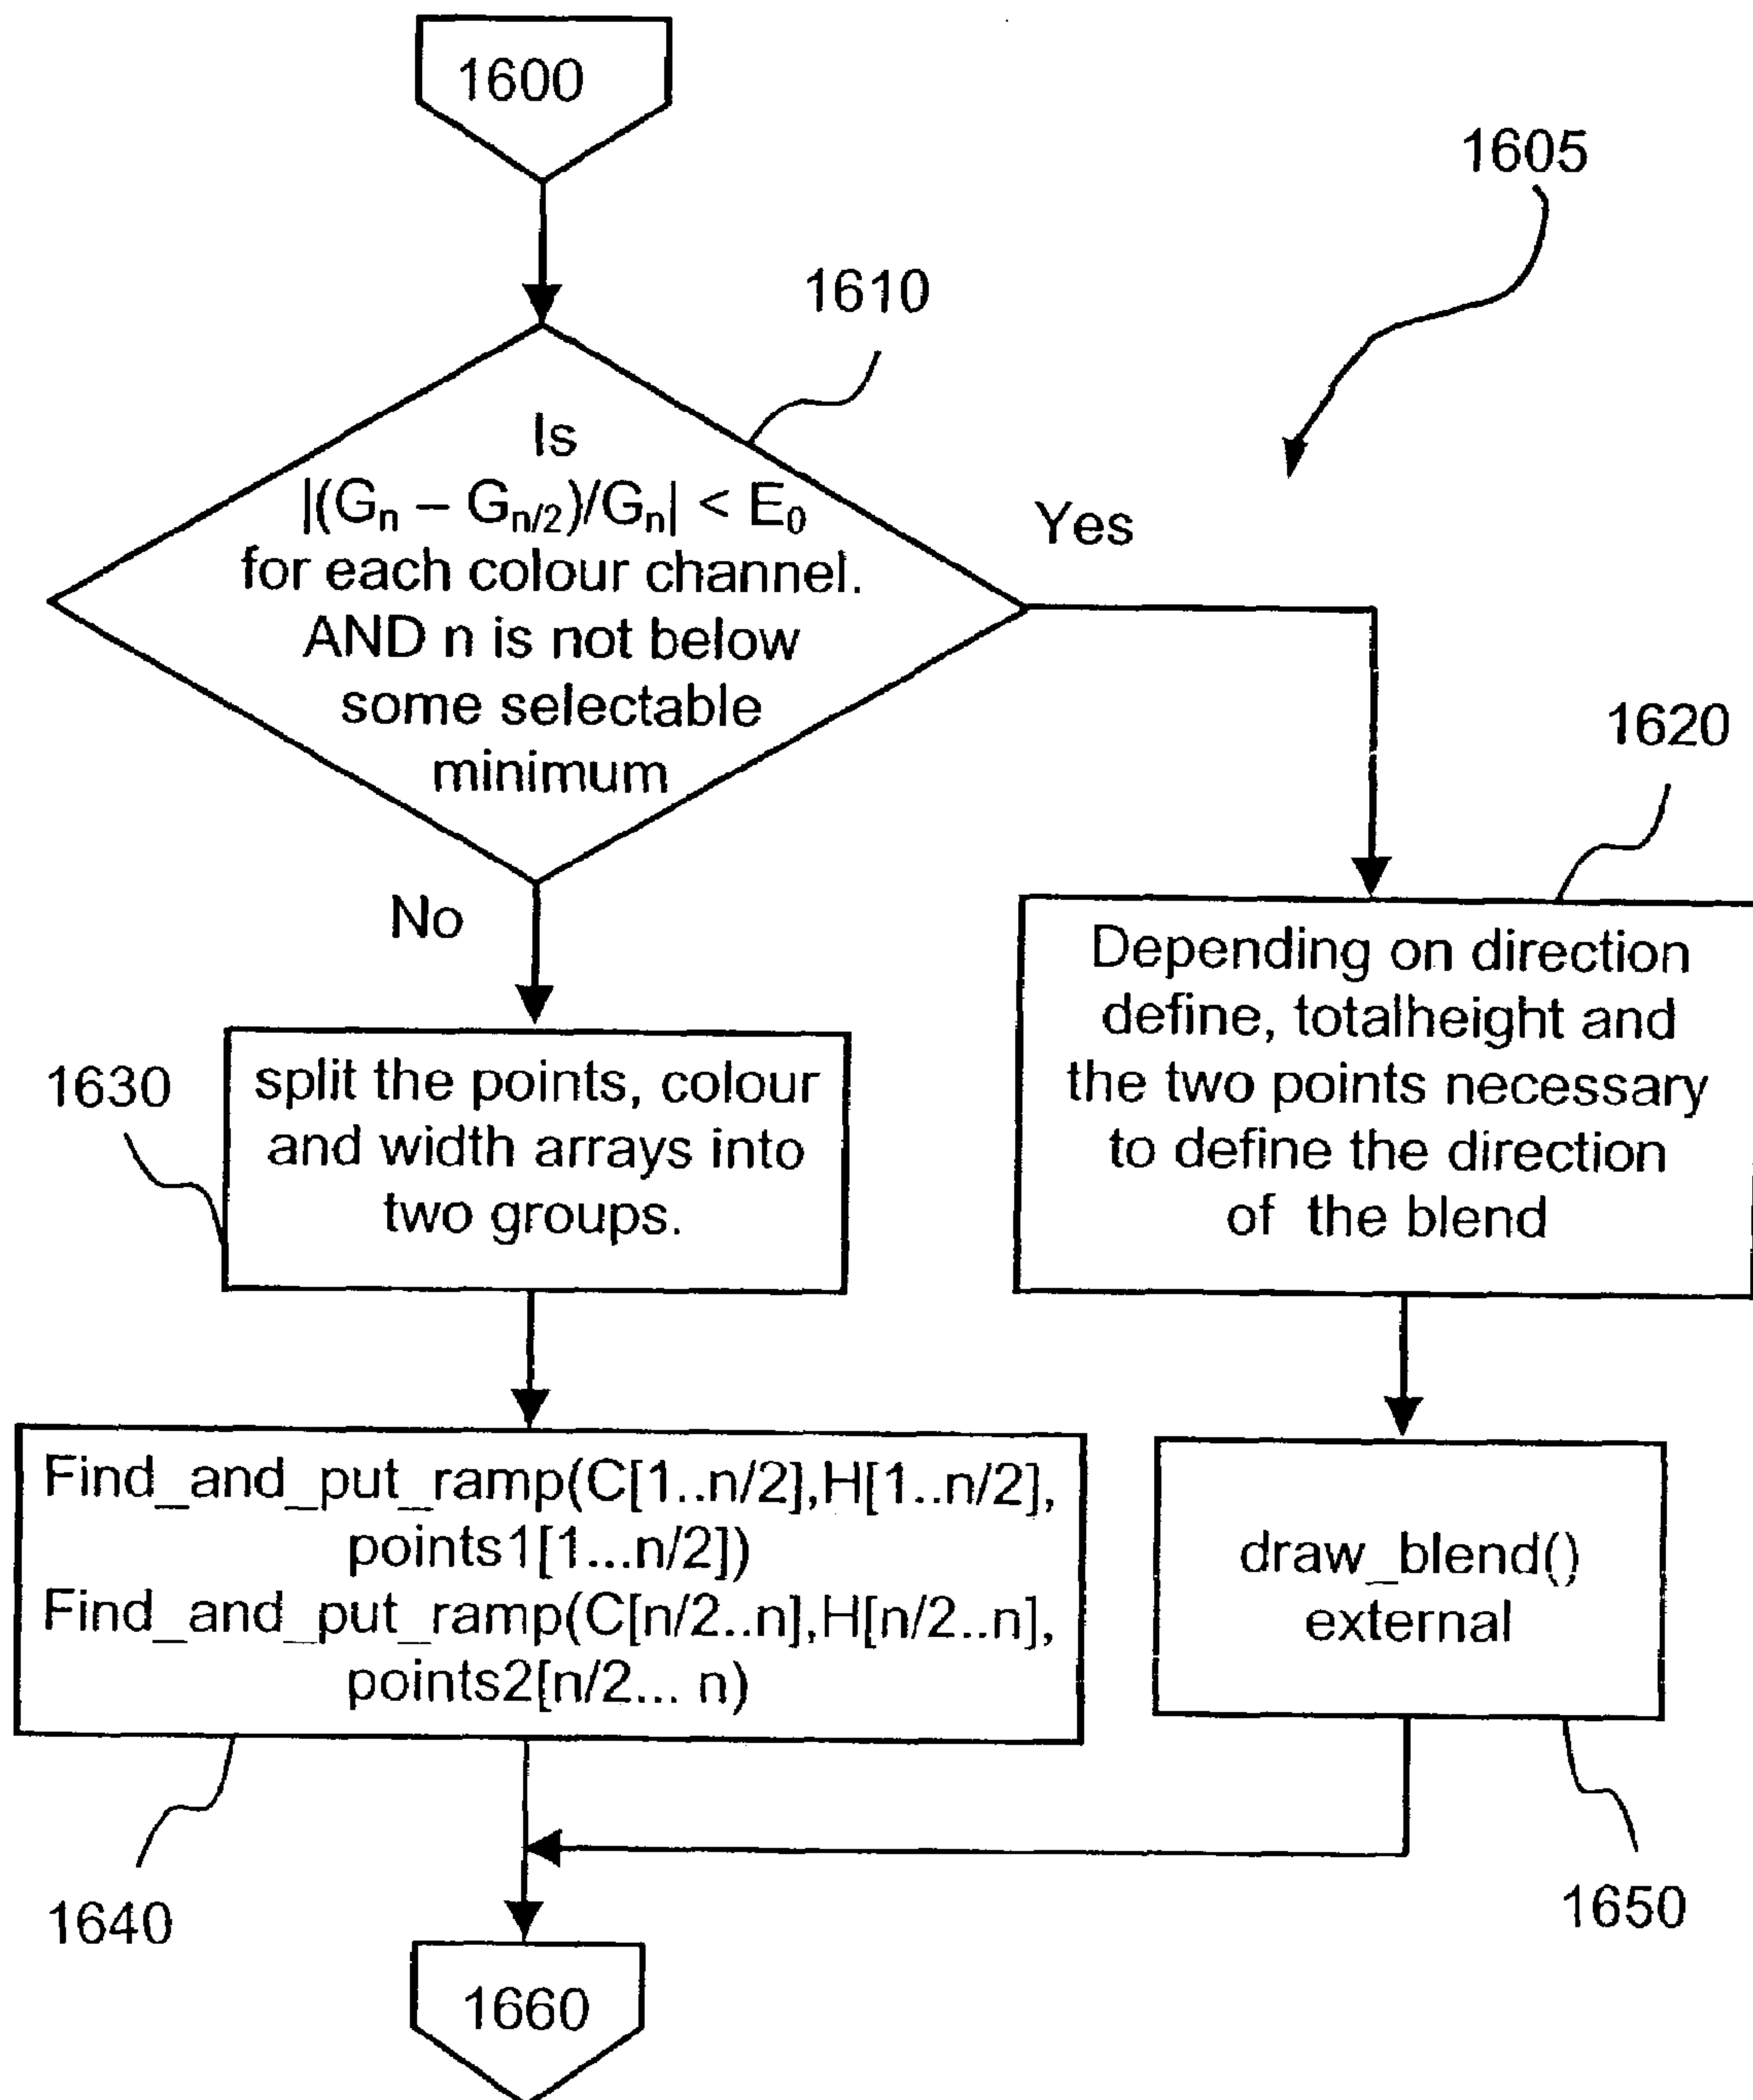 1600
1605
1610
Is
|(Gₙ – Gₙ/₂)/Gₙ| < E₀
for each colour channel.
AND n is not below
some selectable
minimum
Yes
No
1620
Depending on direction
define, totalheight and
the two points necessary
to define the direction
of the blend
1630
split the points, colour
and width arrays into
two groups.
Find_and_put_ramp(C[1..n/2],H[1..n/2],
points1[1...n/2])
Find_and_put_ramp(C[n/2..n],H[n/2..n],
points2[n/2... n)
draw_blend()
external
1640
1650
1660